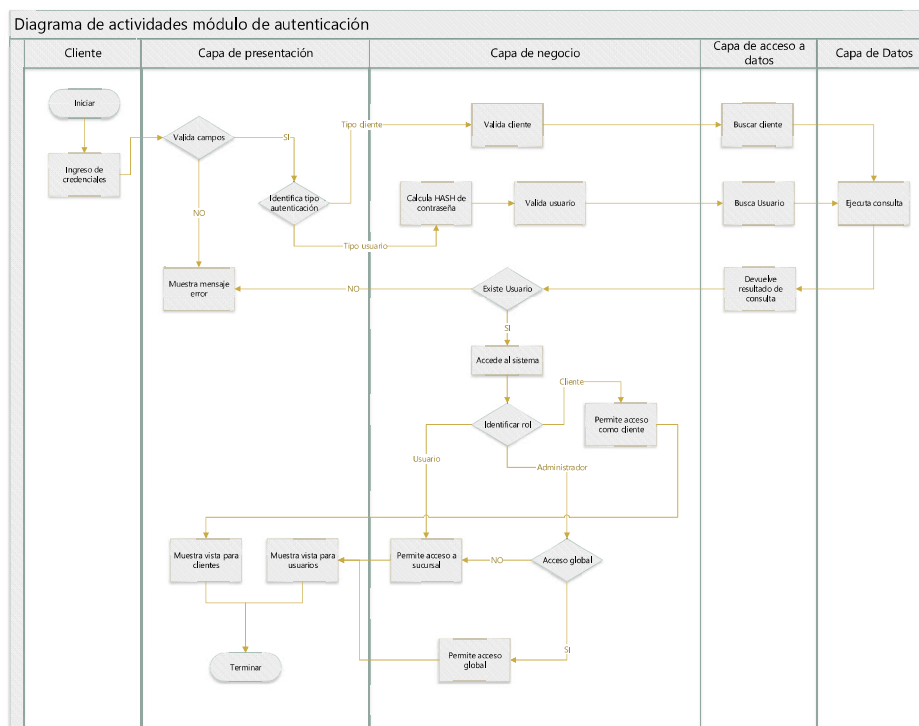 Diagrama de actividades módulo de autenticación
Cliente
Capa de presentación
Capa de negocio
Capa de acceso a
datos
Capa de Datos
Iniciar
Ingreso de
credenciales
Valida campos
SI
NO
Identifica tipo
autenticación
Tipo cliente
Tipo usuario
Valida cliente
Buscar cliente
Calcula HASH de
contraseña
Valida usuario
Busca Usuario
Ejecuta consulta
Muestra mensaje
error
NO
Existe Usuario
Devuelve
resultado de
consulta
SI
Accede al sistema
Cliente
Identificar rol
Permite acceso
como cliente
Usuario
Administrador
Muestra vista para
clientes
Muestra vista para
usuarios
Permite acceso a
sucursal
NO
Acceso global
SI
Terminar
Permite acceso
global